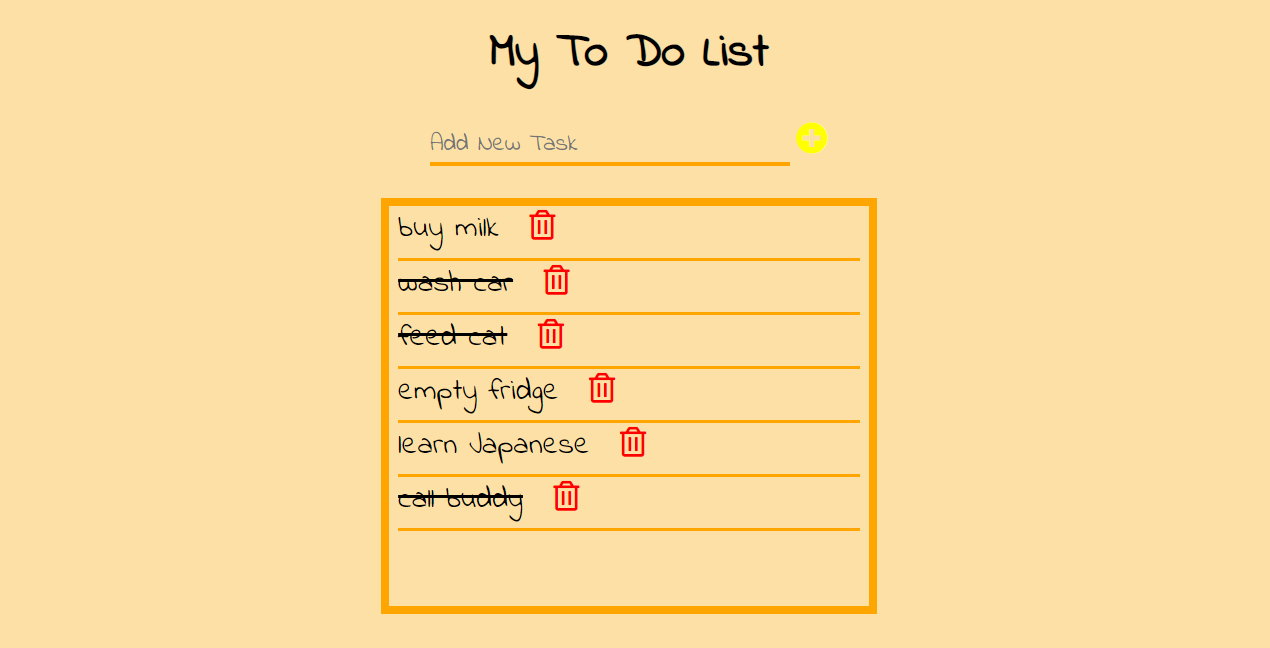 My To Do List
Add New Task
buy milk
wash car
feed cat
empty fridge
learn Japanese
call buddy